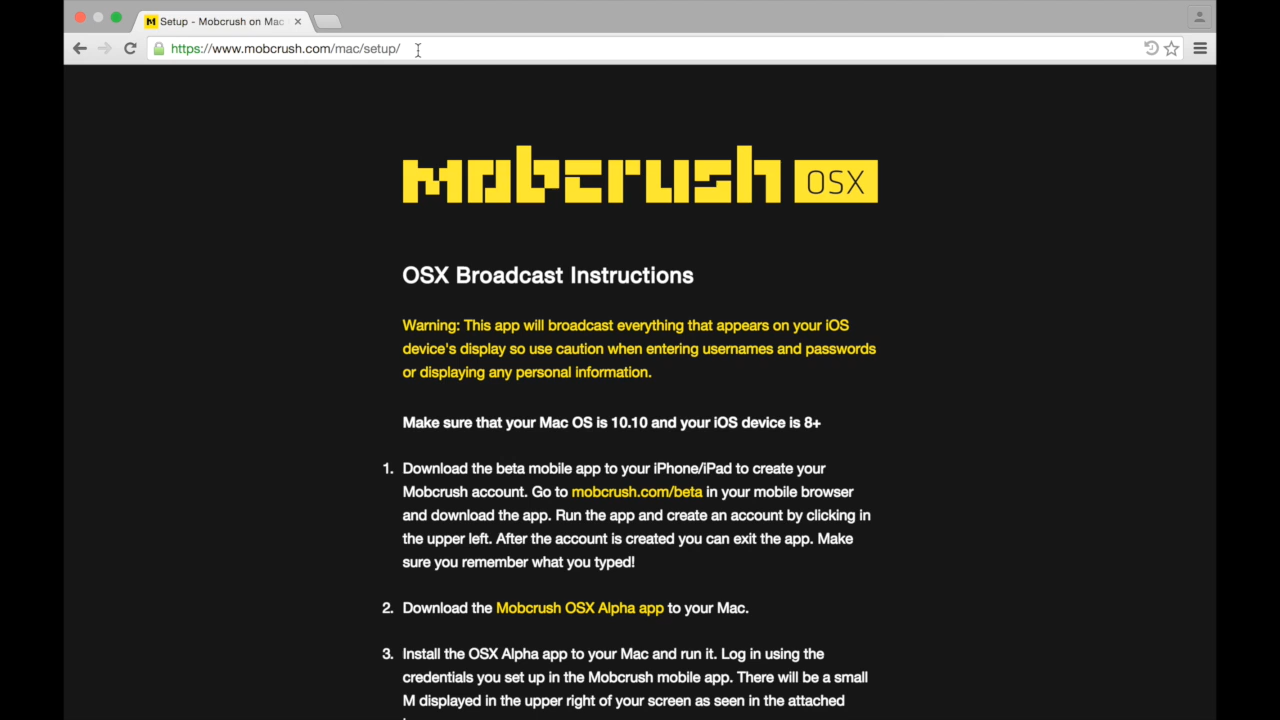 Setup - Mobcrush on Mac
https://www.mobcrush.com/mac/setup/
mobcrush OSX
OSX Broadcast Instructions
Warning: This app will broadcast everything that appears on your iOS
device's display so use caution when entering usernames and passwords
or displaying any personal information.
Make sure that your Mac OS is 10.10 and your iOS device is 8+
1. Download the beta mobile app to your iPhone/iPad to create your
Mobcrush account. Go to mobcrush.com/beta in your mobile browser
and download the app. Run the app and create an account by clicking in
the upper left. After the account is created you can exit the app. Make
sure you remember what you typed!
2. Download the Mobcrush OSX Alpha app to your Mac.
3. Install the OSX Alpha app to your Mac and run it. Log in using the
credentials you set up in the Mobcrush mobile app. There will be a small
M displayed in the upper right of your screen as seen in the attached